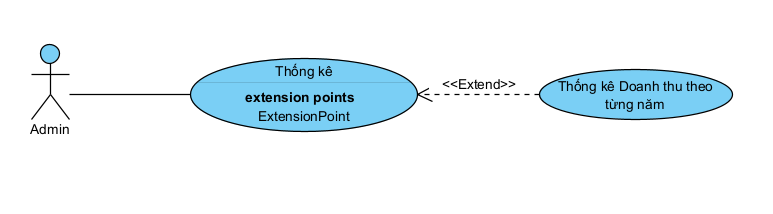 Thống kê
extension points
ExtensionPoint
<<Extend>>
Thống kê Doanh thu theo
từng năm
Admin